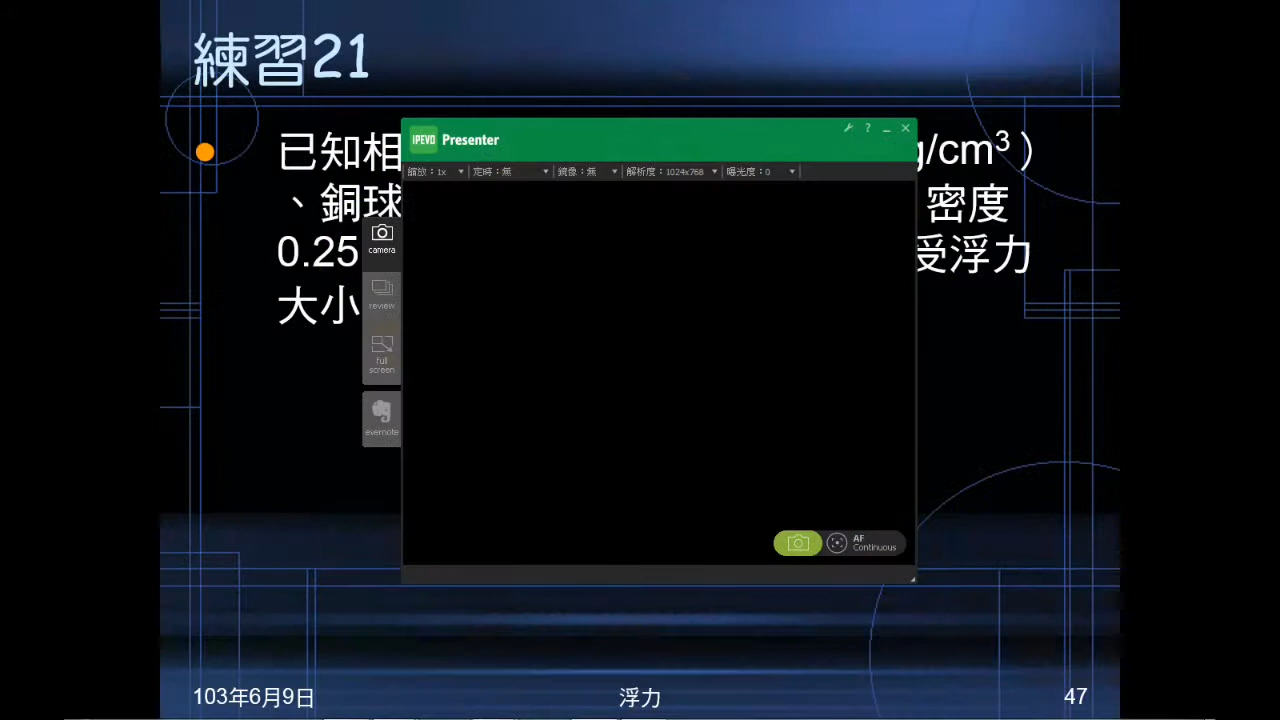 練習21
已知相
g/cm³）
IPEVO Presenter
?
縮放：1x
定時：無
鏡像：無
解析度：1024x768
曝光度：0
、銅球
密度
camera
0.25
受浮力
review
大小
full
screen
evernote
AF
Continuous
103年6月9日
浮力
47